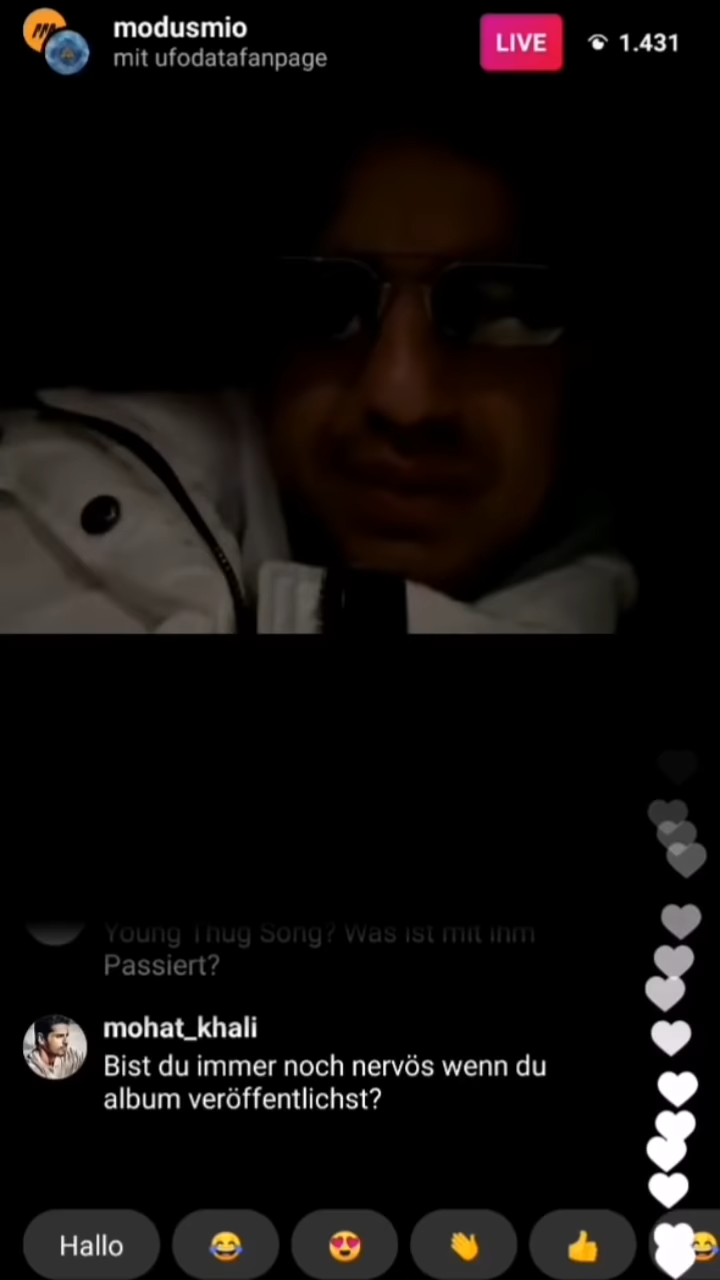 modusmio
mit ufodatafanpage
LIVE
1.431
Young Thug Song? Was ist mit ihm
Passiert?
mohat_khali
Bist du immer noch nervös wenn du
album veröffentlichst?
Hallo